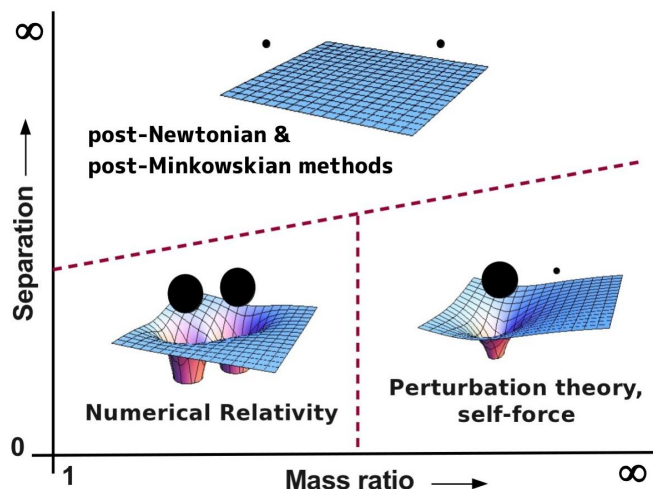 ∞
post-Newtonian &
post-Minkowskian methods
Separation →
Numerical Relativity
Perturbation theory,
self-force
0
1
Mass ratio →
∞